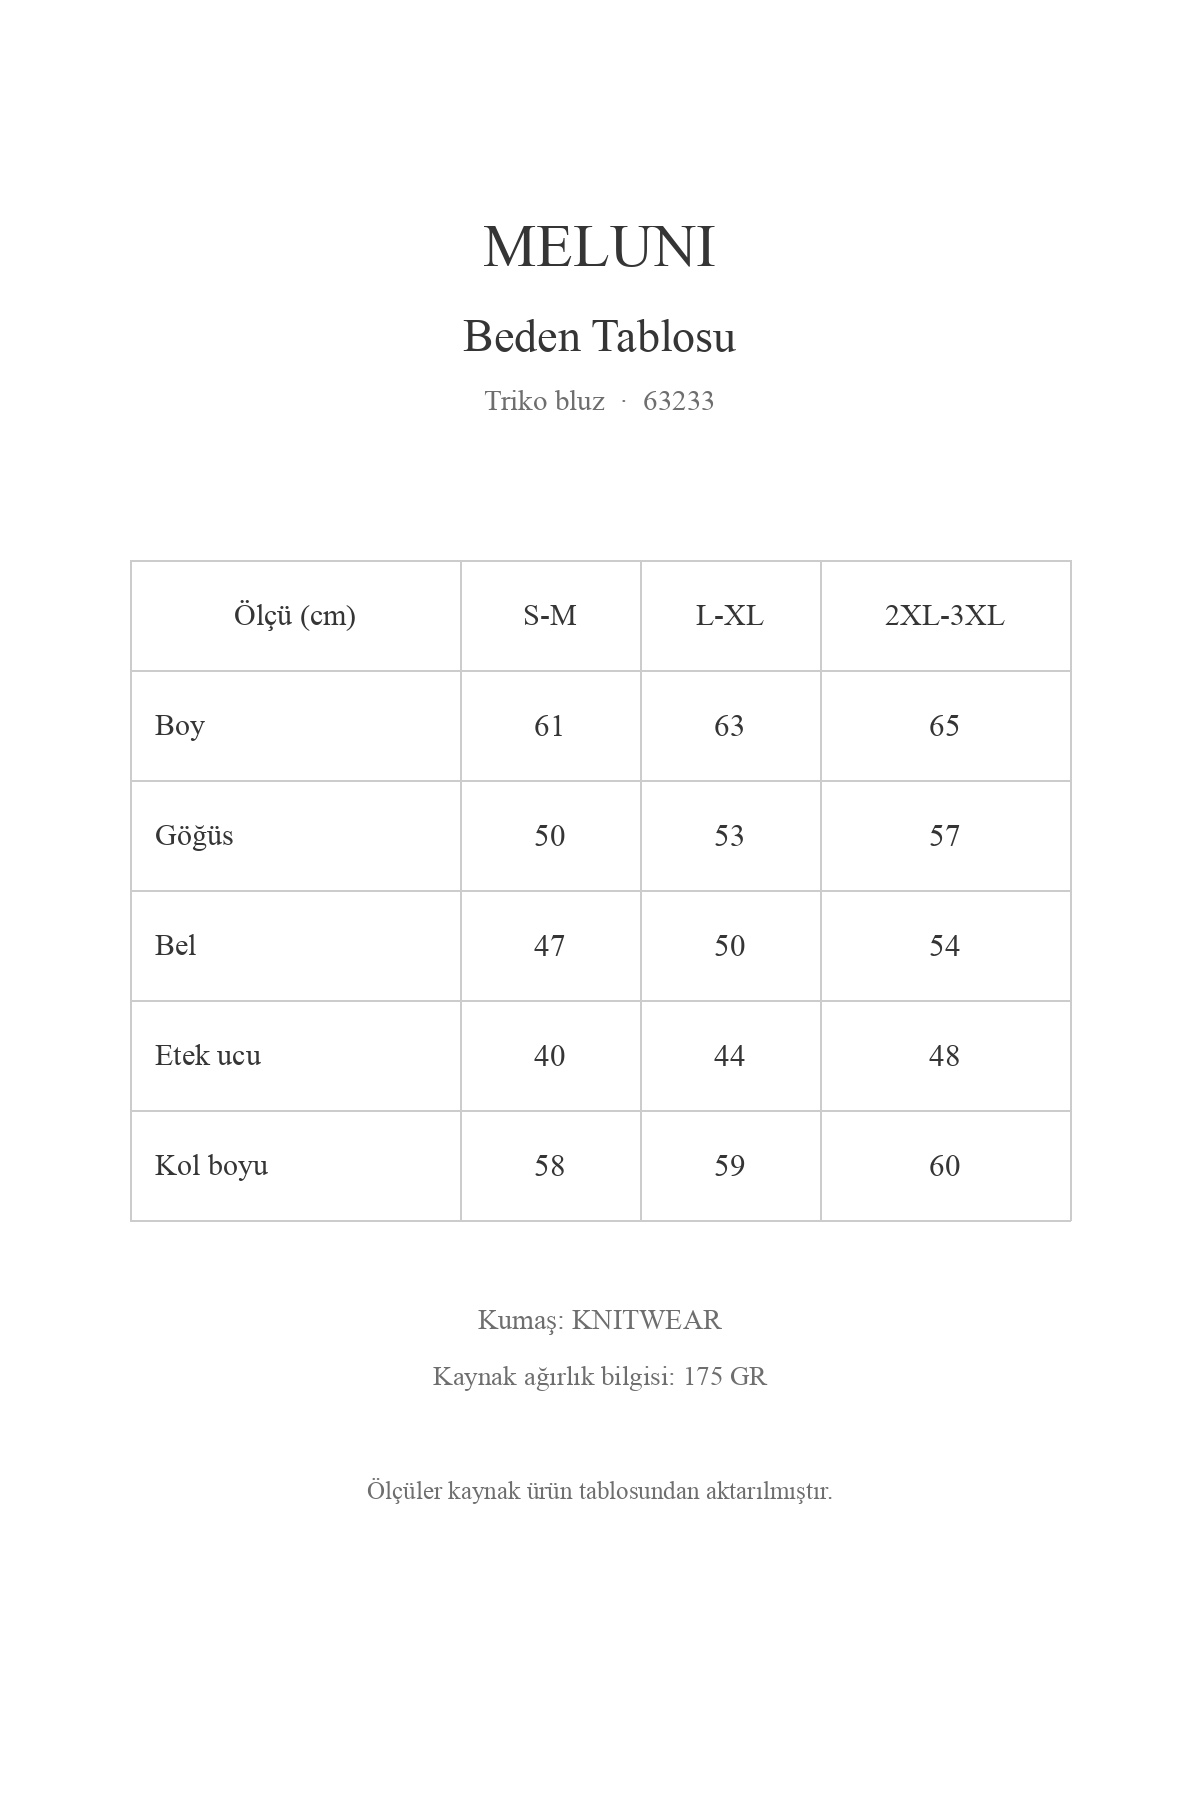 MELUNI
Beden Tablosu
Triko bluz · 63233
Ölçü (cm) S-M L-XL 2XL-3XL
Boy 61 63 65
Göğüs 50 53 57
Bel 47 50 54
Etek ucu 40 44 48
Kol boyu 58 59 60
Kumaş: KNITWEAR
Kaynak ağırlık bilgisi: 175 GR
Ölçüler kaynak ürün tablosundan aktarılmıştır.